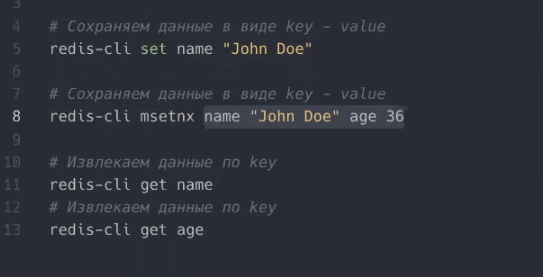 3
4 # Сохраняем данные в виде key - value
5 redis-cli set name "John Doe"
6
7 # Сохраняем данные в виде key - value
8 redis-cli msetnx name "John Doe" age 36
9
10 # Извлекаем данные по key
11 redis-cli get name
12 # Извлекаем данные по key
13 redis-cli get age